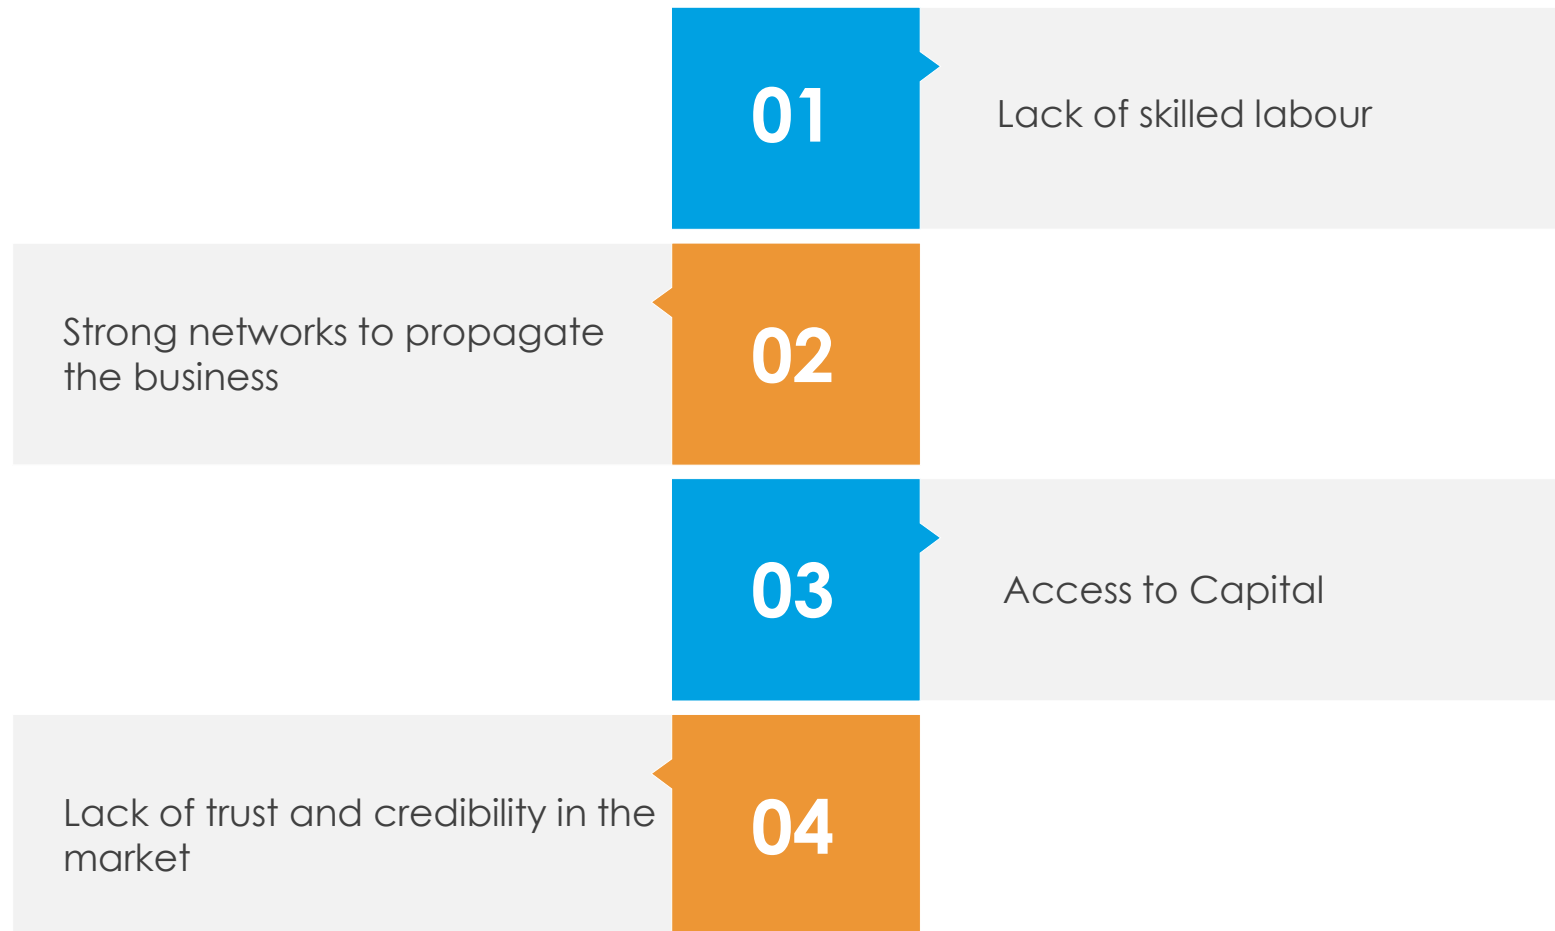 01
Lack of skilled labour
Strong networks to propagate
the business
02
03
Access to Capital
Lack of trust and credibility in the
market
04